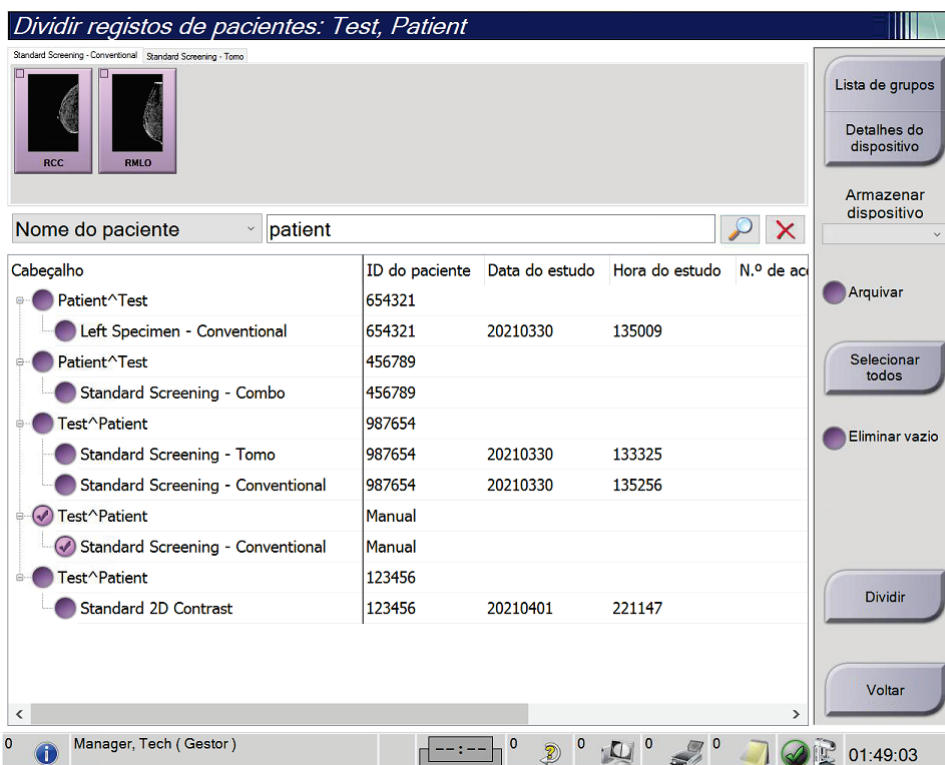 Dividir registos de pacientes: Test, Patient
Standard Screening - Conventional Standard Screening - Tomo
RCC RMLO
Nome do paciente patient
Cabeçalho ID do paciente Data do estudo Hora do estudo N.º de
Patient^Test 654321
Left Specimen - Conventional 654321 20210330 135009
Patient^Test 456789
Standard Screening - Combo 456789
Test^Patient 987654
Standard Screening - Tomo 987654 20210330 133325
Standard Screening - Conventional 987654 20210330 135256
Test^Patient Manual
Standard Screening - Conventional Manual
Test^Patient 123456
Standard 2D Contrast 123456 20210401 221147
Lista de grupos
Detalhes do
dispositivo
Armazenar
dispositivo
Arquivar
Selecionar
todos
Eliminar vazio
Dividir
Voltar
0 Manager, Tech ( Gestor ) --:-- 0 0 0 0 01:49:03